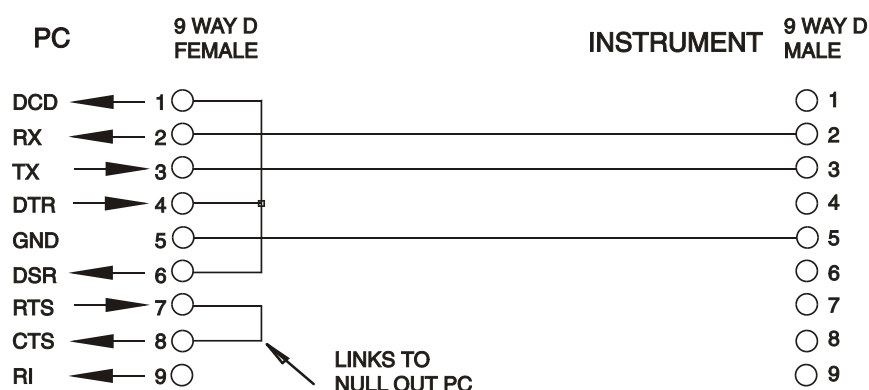 PC
9 WAY D
FEMALE
INSTRUMENT
9 WAY D
MALE
DCD 1 1
RX 2 2
TX 3 3
DTR 4 4
GND 5 5
DSR 6 6
RTS 7 7
CTS 8 8
RI 9 9
LINKS TO
NULL OUT PC